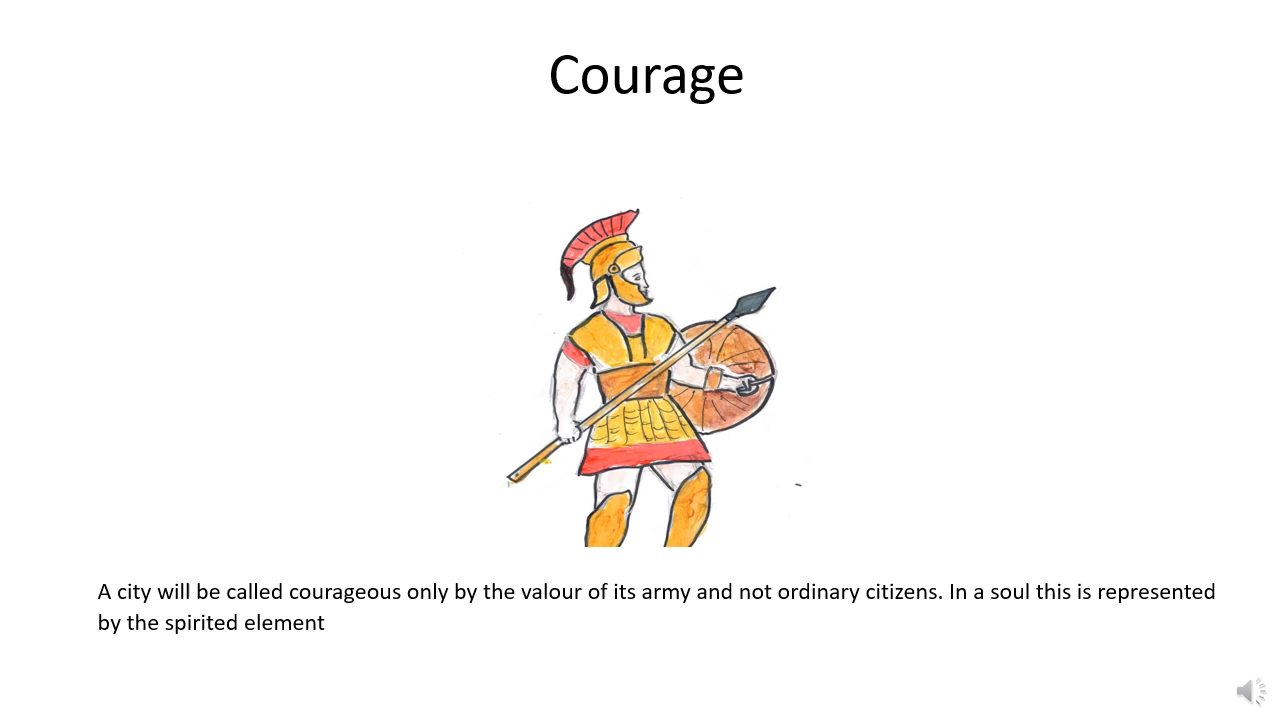 Courage
A city will be called courageous only by the valour of its army and not ordinary citizens. In a soul this is represented
by the spirited element